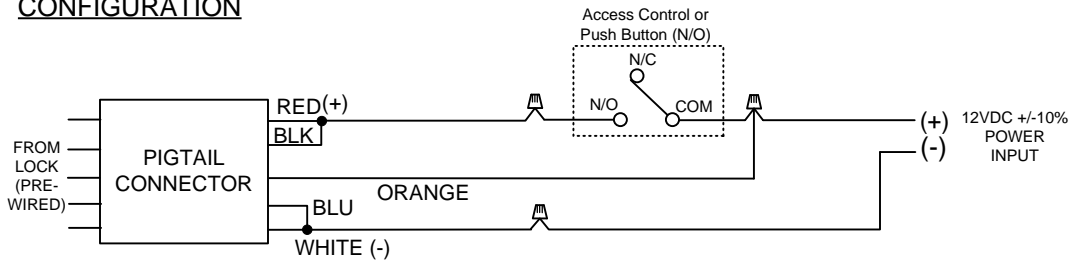 CONFIGURATION
Access Control or
Push Button (N/O)
N/C
N/O
COM
RED(+)
BLK
(+)
(-)
12VDC +/-10%
POWER
INPUT
FROM
LOCK
(PRE-
WIRED)
PIGTAIL
CONNECTOR
ORANGE
BLU
WHITE (-)